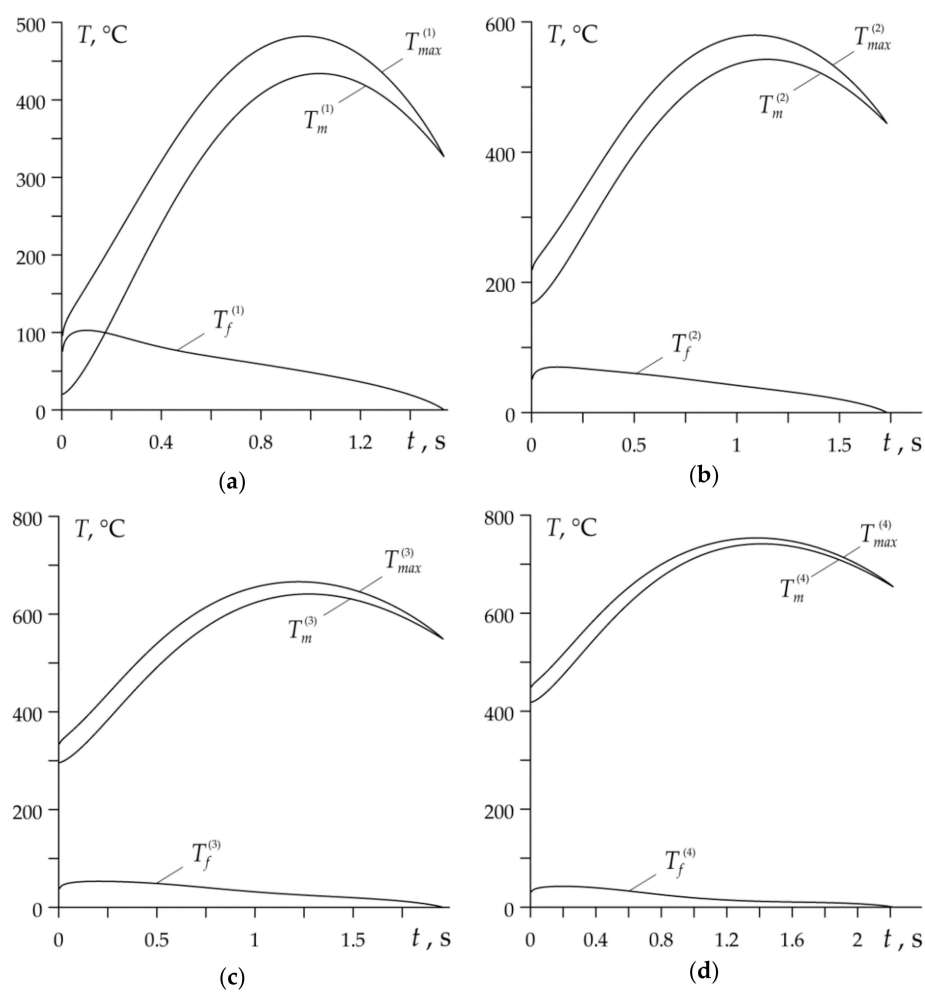 T, °C
500
400
300
200
100
0
T_max^(1)
T_m^(1)
T_f^(1)
0 0.4 0.8 1.2 t, s
(a)
T, °C
600
400
200
0
T_max^(2)
T_m^(2)
T_f^(2)
0 0.5 1 1.5 t, s
(b)
T, °C
800
600
400
200
0
T_max^(3)
T_m^(3)
T_f^(3)
0 0.5 1 1.5 t, s
(c)
T, °C
800
600
400
200
0
T_max^(4)
T_m^(4)
T_f^(4)
0 0.4 0.8 1.2 1.6 2 t, s
(d)